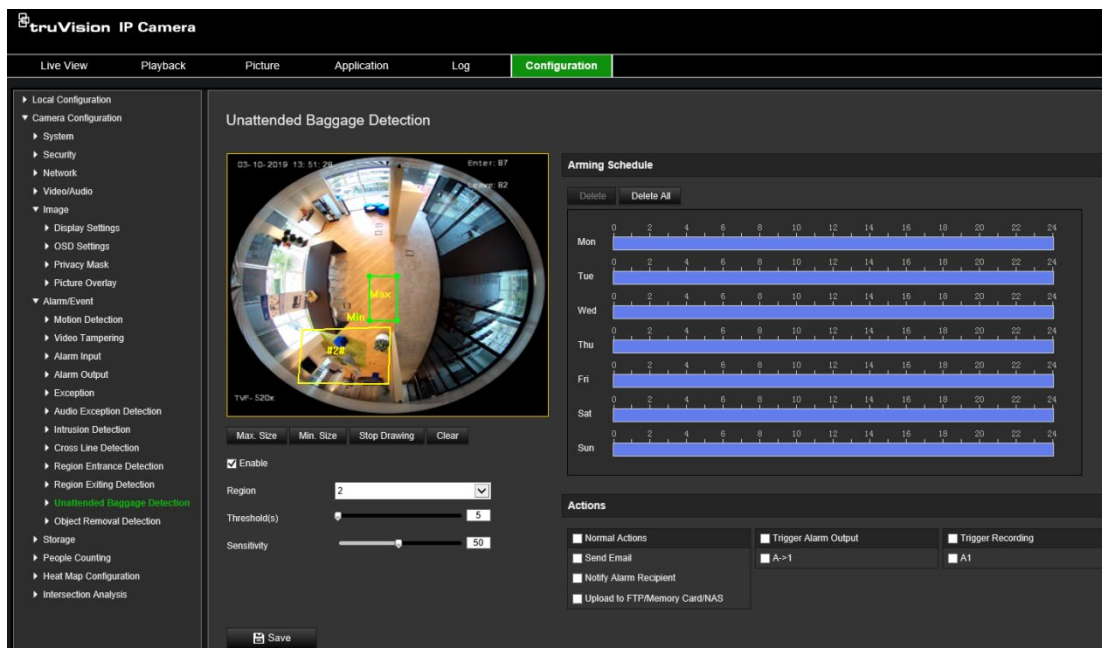 truVision IP Camera
Live View Playback Picture Application Log Configuration
Local Configuration
Camera Configuration
System
Security
Network
Video/Audio
Image
Display Settings
OSD Settings
Privacy Mask
Picture Overlay
Alarm/Event
Motion Detection
Video Tampering
Alarm Input
Alarm Output
Exception
Audio Exception Detection
Intrusion Detection
Cross Line Detection
Region Entrance Detection
Region Exiting Detection
Unattended Baggage Detection
Object Removal Detection
Storage
People Counting
Heat Map Configuration
Intersection Analysis
Unattended Baggage Detection
03-10-2019 13:51:28 Enter: 87
Leave: 82
Max
Min
#2#
TVF-520x
Max. Size Min. Size Stop Drawing Clear
Enable
Region 2
Threshold(s) 5
Sensitivity 50
Save
Arming Schedule
Delete Delete All
0 2 4 6 8 10 12 14 16 18 20 22 24
Mon
0 2 4 6 8 10 12 14 16 18 20 22 24
Tue
0 2 4 6 8 10 12 14 16 18 20 22 24
Wed
0 2 4 6 8 10 12 14 16 18 20 22 24
Thu
0 2 4 6 8 10 12 14 16 18 20 22 24
Fri
0 2 4 6 8 10 12 14 16 18 20 22 24
Sat
0 2 4 6 8 10 12 14 16 18 20 22 24
Sun
Actions
Normal Actions Trigger Alarm Output Trigger Recording
Send Email A->1 A1
Notify Alarm Recipient
Upload to FTP/Memory Card/NAS